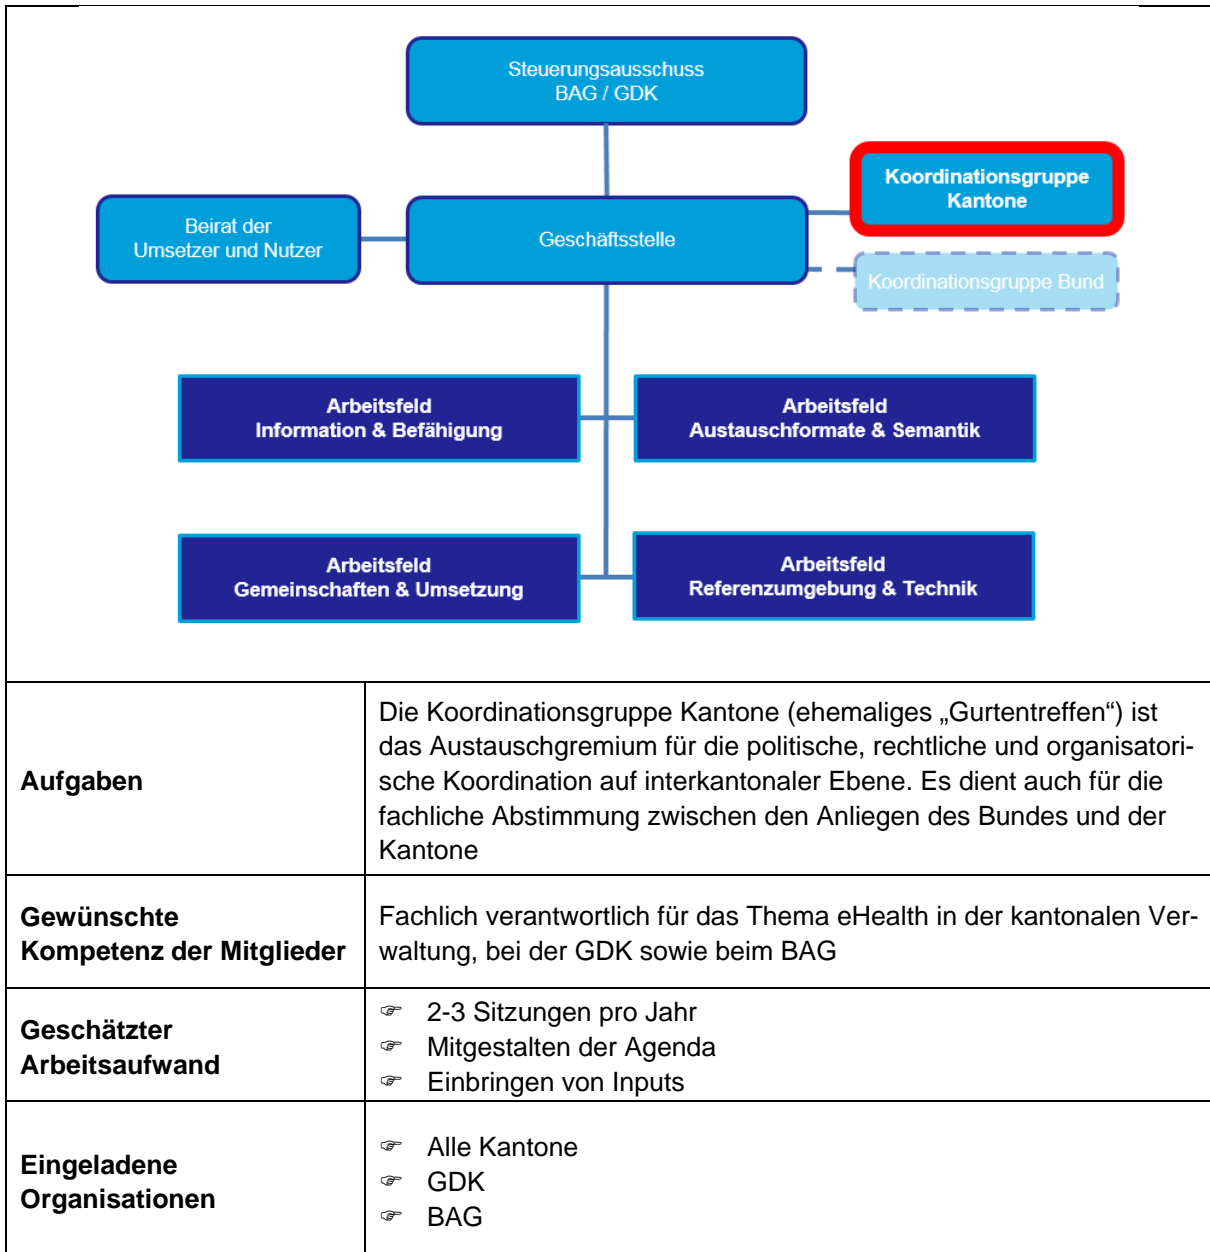 Steuerungsausschuss
BAG / GDK
Koordinationsgruppe
Kantone
Beirat der
Umsetzer und Nutzer
Geschäftsstelle
Koordinationsgruppe Bund
Arbeitsfeld
Information & Befähigung
Arbeitsfeld
Austauschformate & Semantik
Arbeitsfeld
Gemeinschaften & Umsetzung
Arbeitsfeld
Referenzumgebung & Technik
Aufgaben
Die Koordinationsgruppe Kantone (ehemaliges „Gurtentreffen“) ist
das Austauschgremium für die politische, rechtliche und organisatori-
sche Koordination auf interkantonaler Ebene. Es dient auch für die
fachliche Abstimmung zwischen den Anliegen des Bundes und der
Kantone
Gewünschte
Kompetenz der Mitglieder
Fachlich verantwortlich für das Thema eHealth in der kantonalen Ver-
waltung, bei der GDK sowie beim BAG
Geschätzter
Arbeitsaufwand
☞ 2-3 Sitzungen pro Jahr
☞ Mitgestalten der Agenda
☞ Einbringen von Inputs
Eingeladene
Organisationen
☞ Alle Kantone
☞ GDK
☞ BAG